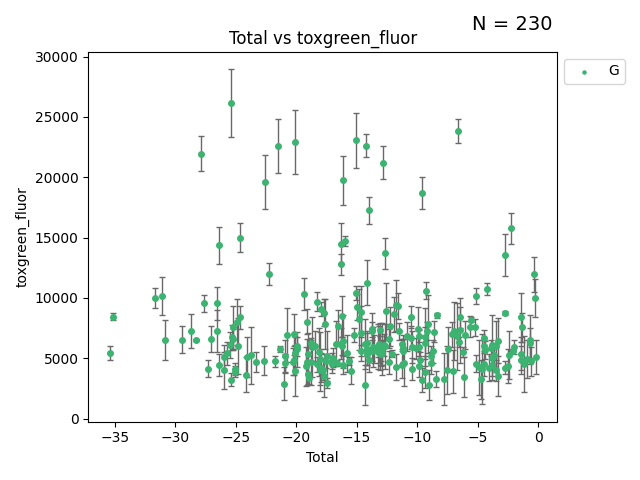 N = 230
Total vs toxgreen_fluor
G
toxgreen_fluor
30000
25000
20000
15000
10000
5000
0
−35 −30 −25 −20 −15 −10 −5 0
Total